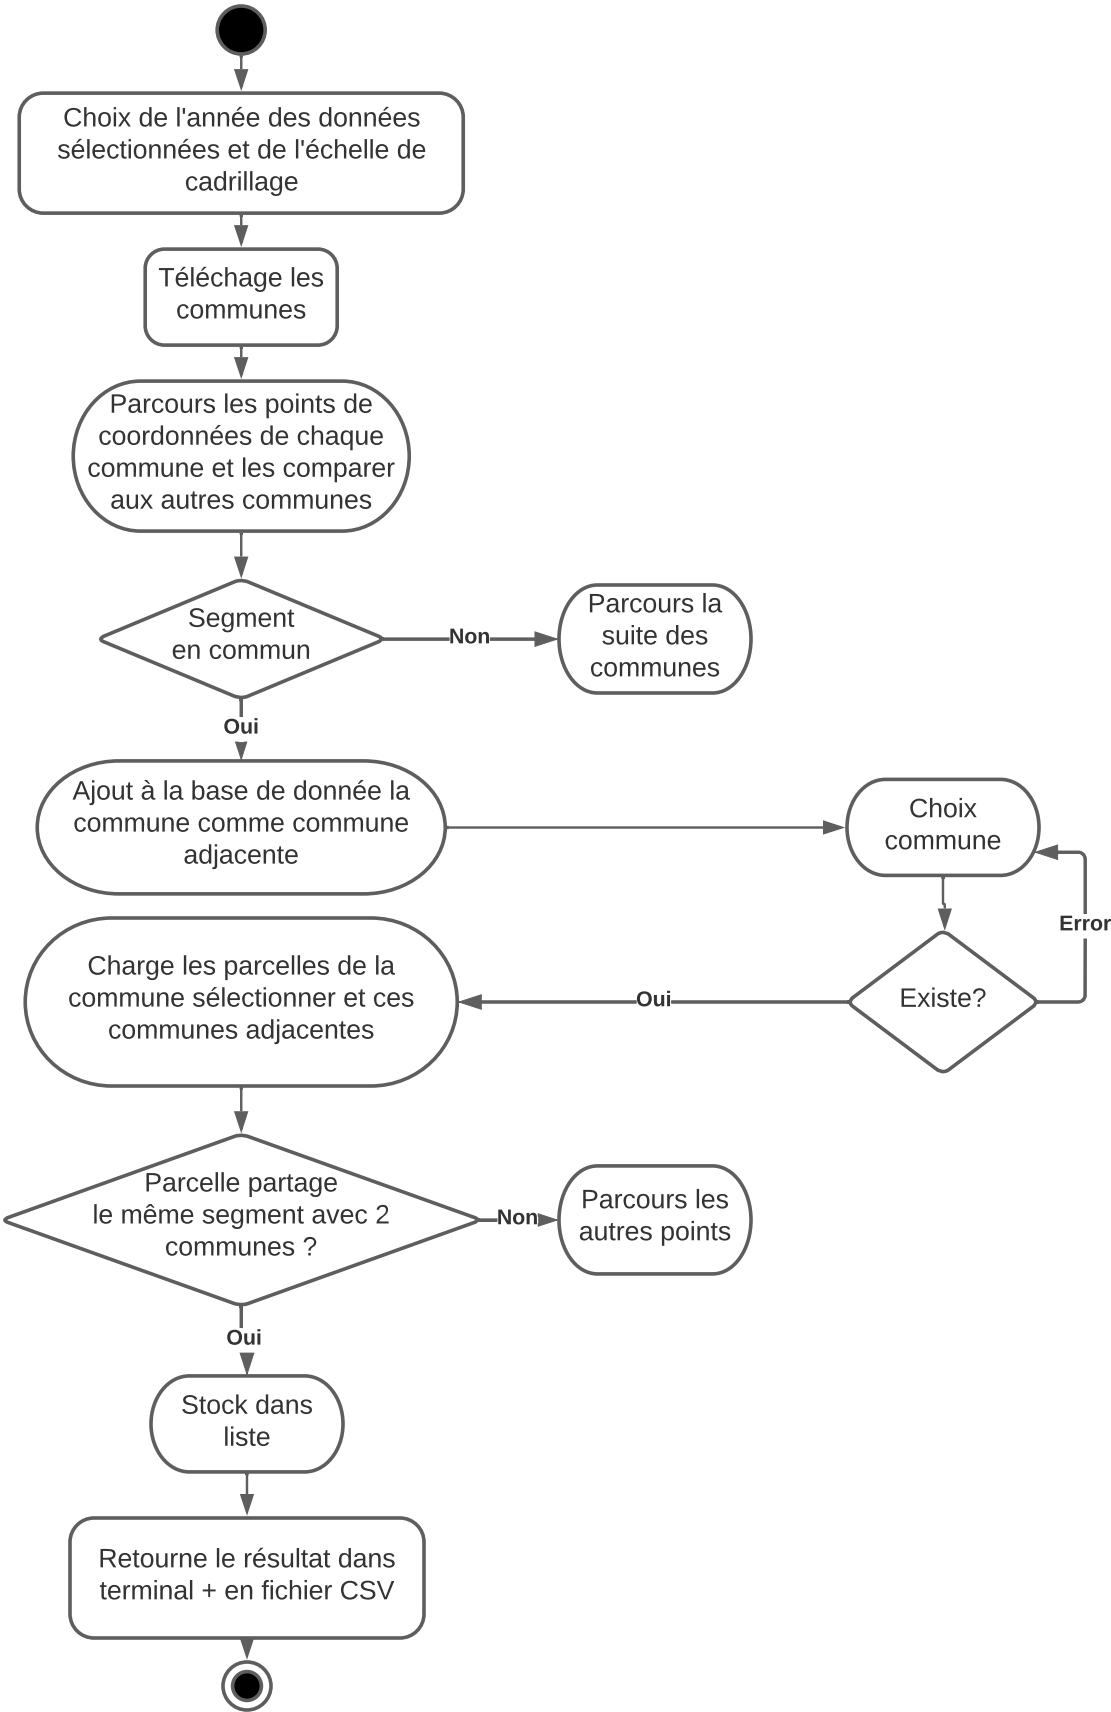 Choix de l'année des données
sélectionnées et de l'échelle de
cadrillage
Téléchage les
communes
Parcours les points de
coordonnées de chaque
commune et les comparer
aux autres communes
Segment
en commun
Non
Parcours la
suite des
communes
Oui
Ajout à la base de donnée la
commune comme commune
adjacente
Choix
commune
Error
Existe?
Oui
Charge les parcelles de la
commune sélectionner et ces
communes adjacentes
Parcelle partage
le même segment avec 2
communes ?
Non
Parcours les
autres points
Oui
Stock dans
liste
Retourne le résultat dans
terminal + en fichier CSV